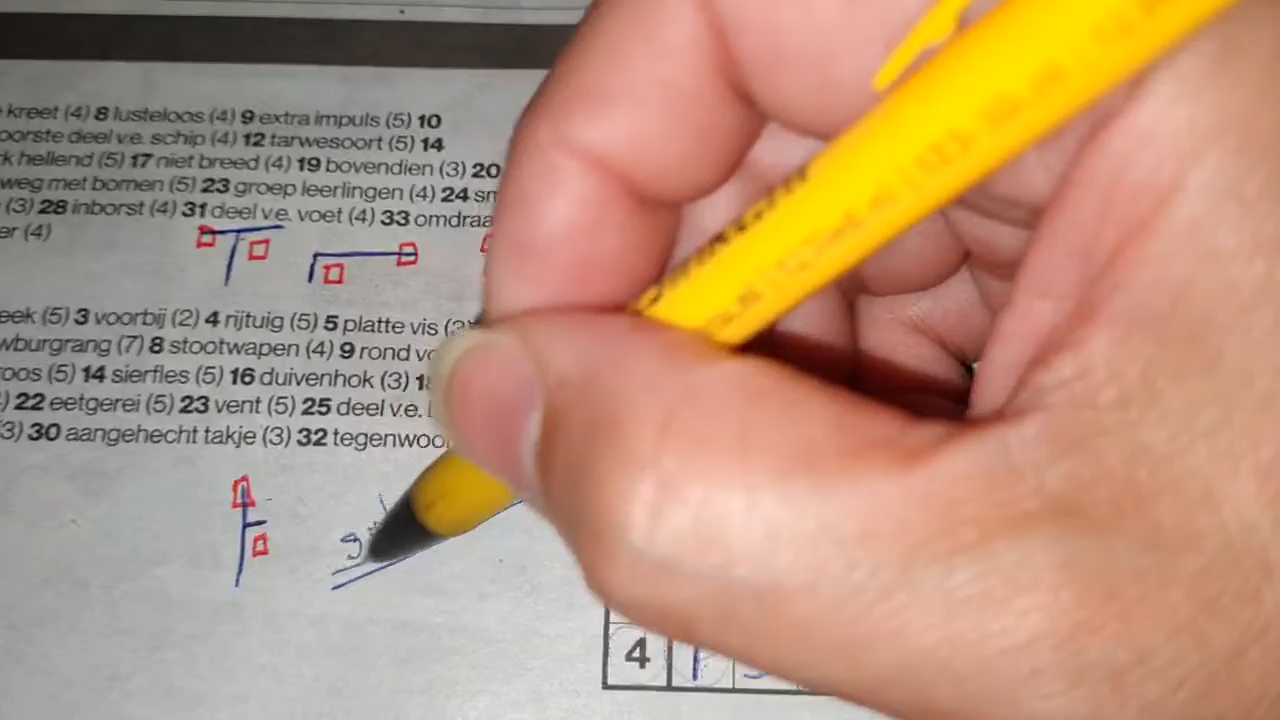 kreet (4) 8 lusteloos (4) 9 extra impuls (5) 10
oorste deel v.e. schip (4) 12 tarwesoort (5) 14
k hellend (5) 17 niet breed (4) 19 bovendien (3) 20
weg met bomen (5) 23 groep leerlingen (4) 24 sn
(3) 28 inborst (4) 31 deel v.e. voet (4) 33 omdraa
er (4)
eek (5) 3 voorbij (2) 4 rijtuig (5) 5 platte vis
wburgrang (7) 8 stootwapen (4) 9 rond
oos (5) 14 sierfles (5) 16 duivenhok (3)
22 eetgerei (5) 23 vent (5) 25 deel v.e.
(3) 30 aangehecht takje (3) 32 tegenwoo
4